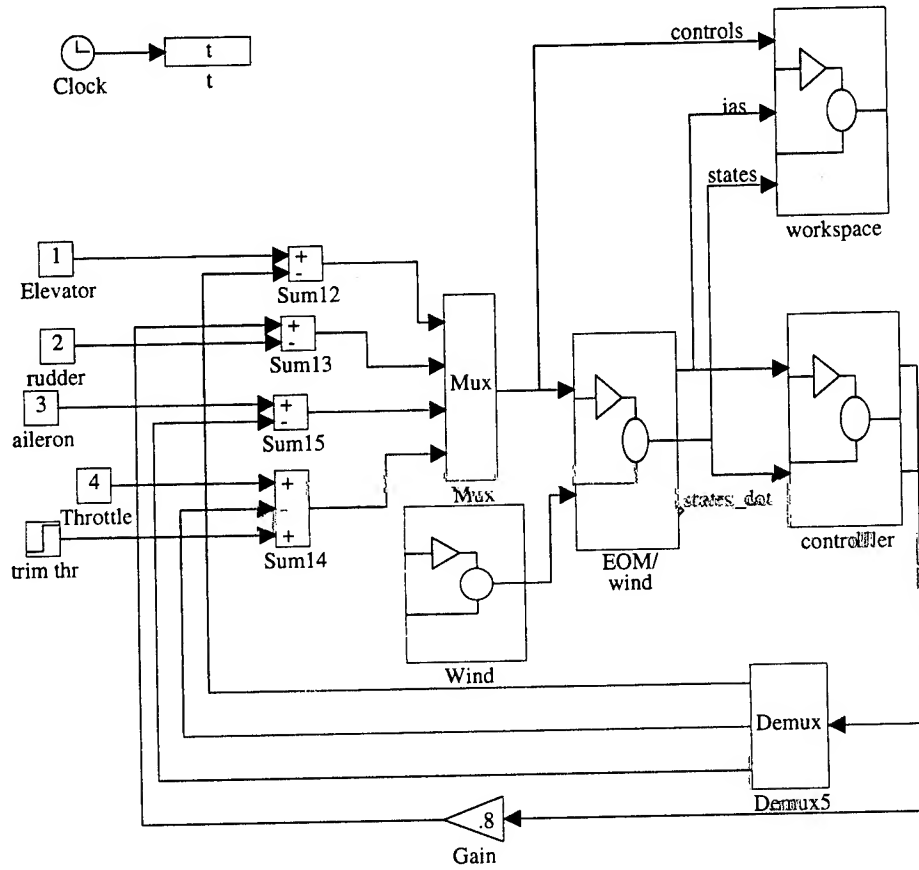 controls
t
Clock
t
ias
states
workspace
1
+
-
Elevator
Sum12
2
+
-
rudder
Sum13
Mux
3
+
-
aileron
Sum15
4
+
-
+
Throttle
Mux
states_dot
trim thr
Sum14
EOM/
wind
controller
Wind
Demux
Demux5
.8
Gain